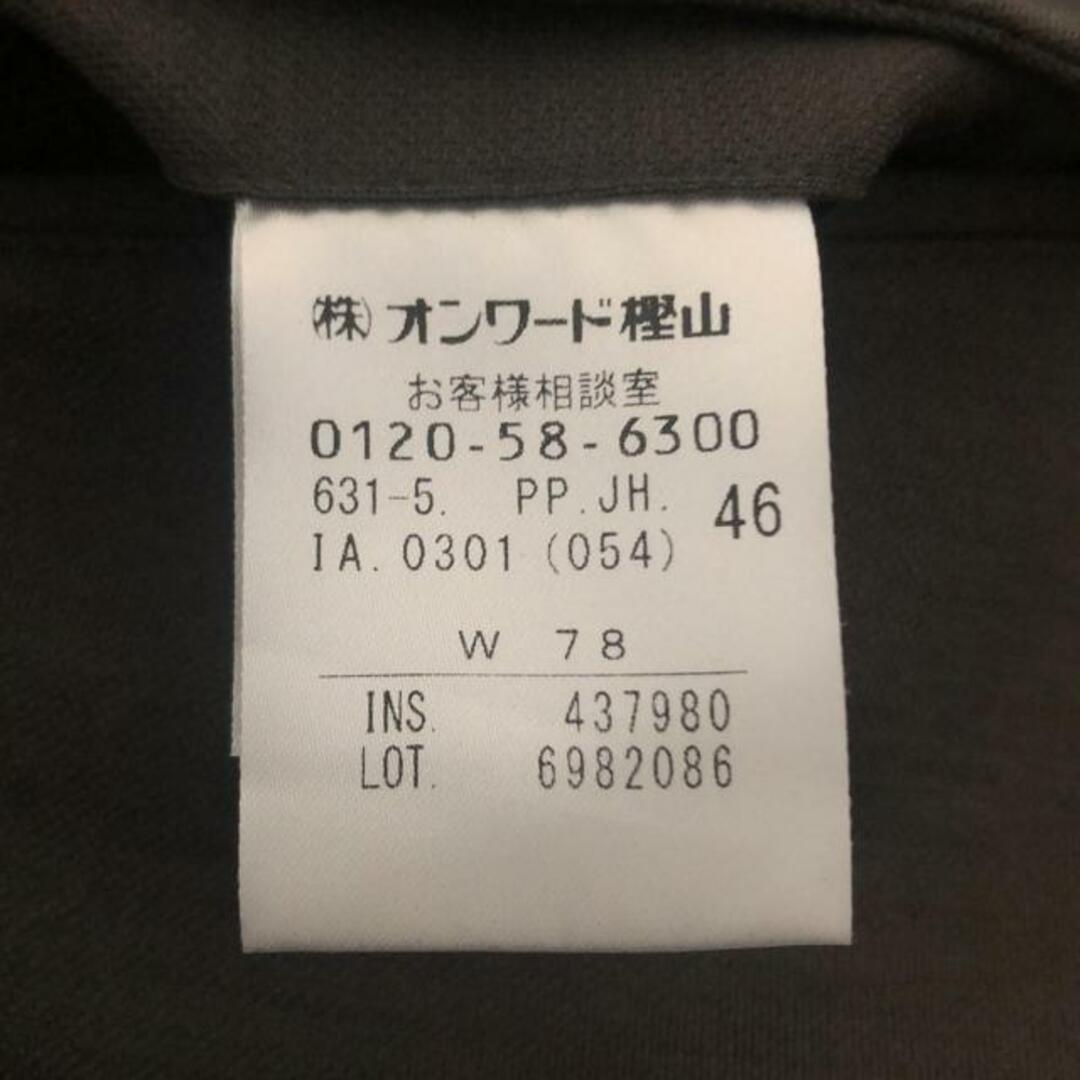 ㈱オンワード樫山
お客様相談室
0120-58-6300
631-5. PP.JH. 46
IA.0301 (054)
W 78
INS. 437980
LOT. 6982086